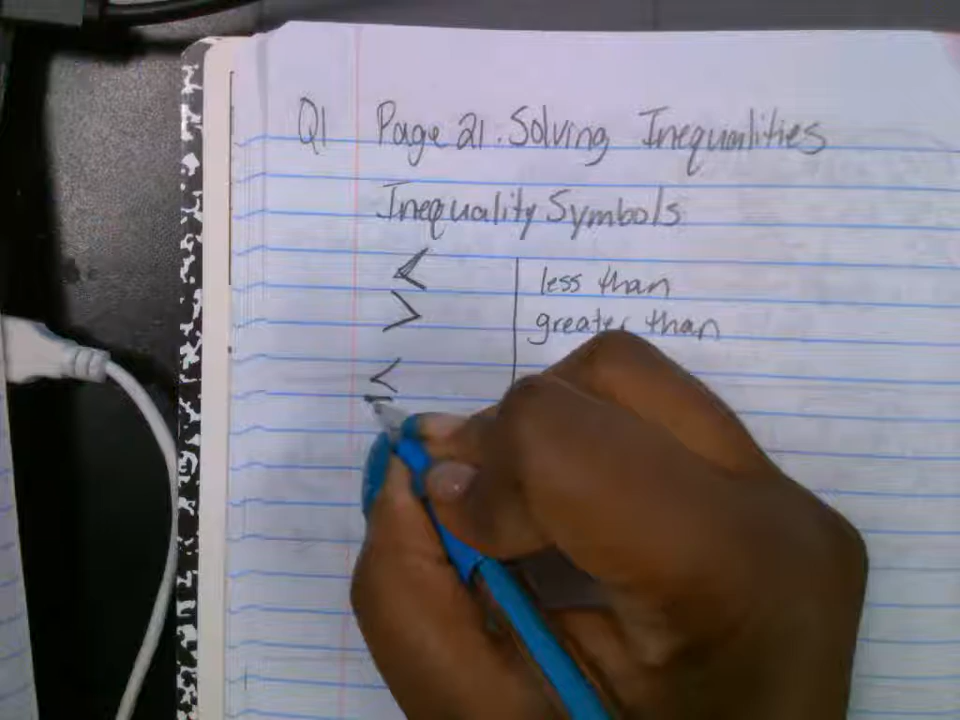 Q1 Page 21. Solving Inequalities
Inequality Symbols
< less than
> greater than
≤